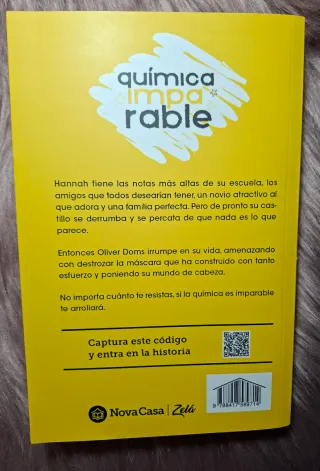 química
impa
rable
Hannah tiene las notas más altas de su escuela, los
amigos que todos desearían tener, un novio atractivo al
que adora y una familia perfecta. Pero de pronto su cas-
tillo se derrumba y se percata de que nada es lo que
parece.
Entonces Oliver Doms irrumpe en su vida, amenazando
con destrozar la máscara que ha construido con tanto
esfuerzo y poniendo su mundo de cabeza.
No importa cuánto te resistas, si la química es imparable
te arrollará.
Captura este código
y entra en la historia
NovaCasa Zelá